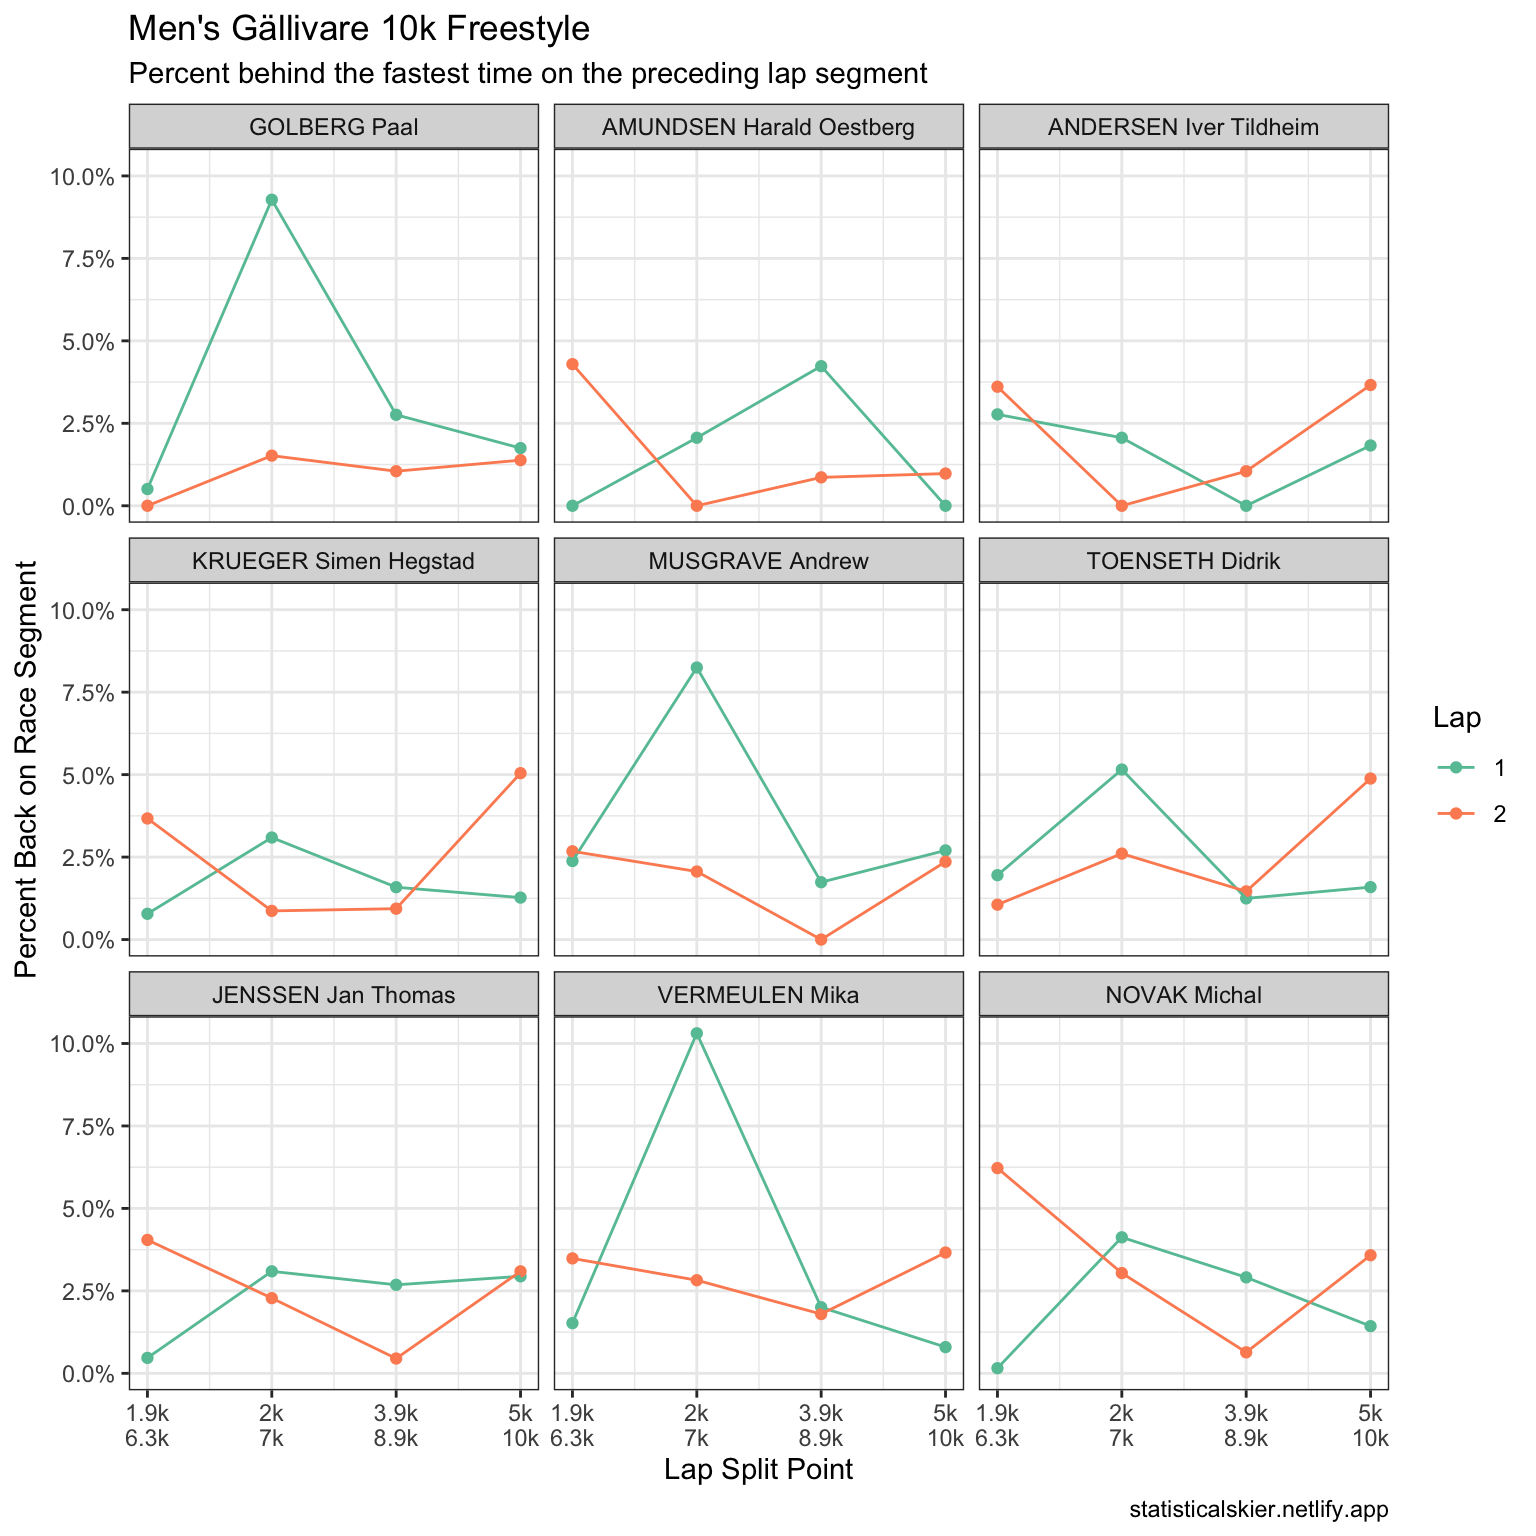 Men's Gällivare 10k Freestyle
Percent behind the fastest time on the preceding lap segment
GOLBERG Paal
AMUNDSEN Harald Oestberg
ANDERSEN Iver Tildheim
10.0%
7.5%
5.0%
2.5%
0.0%
KRUEGER Simen Hegstad
MUSGRAVE Andrew
TOENSETH Didrik
10.0%
7.5%
5.0%
2.5%
0.0%
JENSSEN Jan Thomas
VERMEULEN Mika
NOVAK Michal
10.0%
7.5%
5.0%
2.5%
0.0%
Percent Back on Race Segment
1.9k 2k 3.9k 5k 1.9k 2k 3.9k 5k 1.9k 2k 3.9k 5k
6.3k 7k 8.9k 10k 6.3k 7k 8.9k 10k 6.3k 7k 8.9k 10k
Lap Split Point
Lap
1
2
statisticalskier.netlify.app